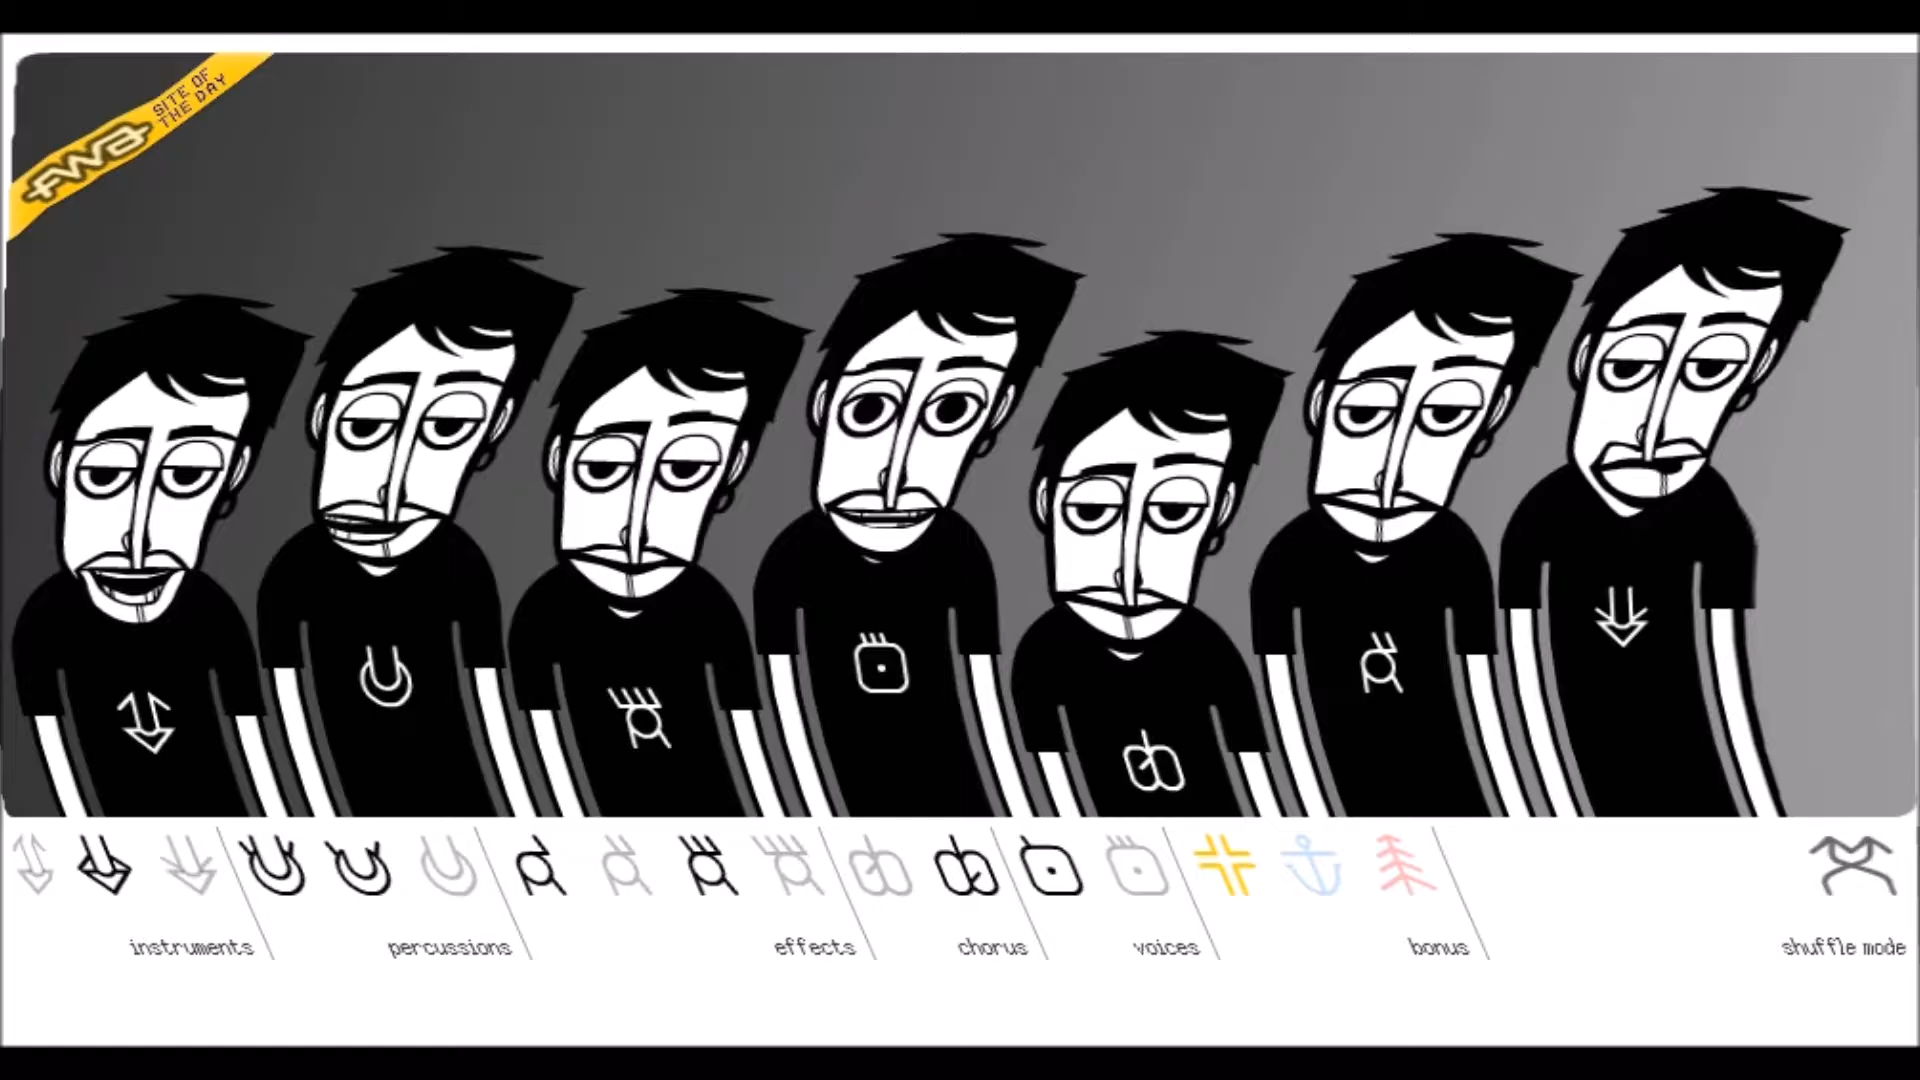 SITE OF
THE DAY
FWA
instruments
percussions
effects
chorus
voices
bonus
shuffle mode